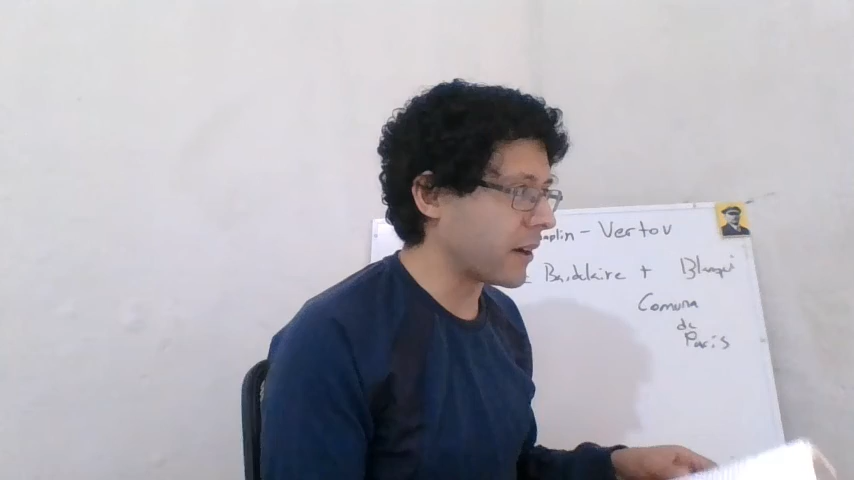 aplin - Vertov
Baudelaire + Blanqui
Comuna
de
Paris